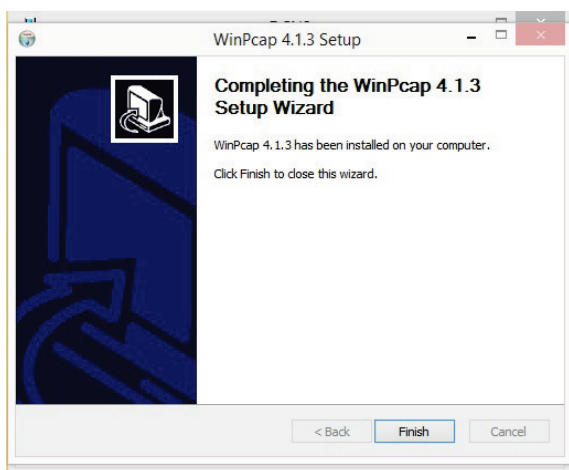 WinPcap 4.1.3 Setup
Completing the WinPcap 4.1.3
Setup Wizard
WinPcap 4.1.3 has been installed on your computer.
Click Finish to close this wizard.
< Back
Finish
Cancel